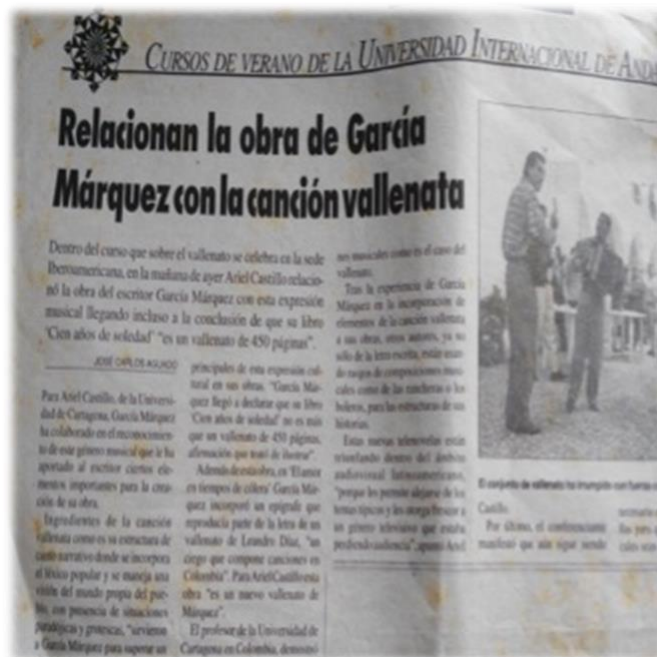 CURSOS DE VERANO DE LA UNIVERSIDAD INTERNACIONAL DE ANDA
Relacionan la obra de García
Márquez con la canción vallenata
Dentro del curso que sobre el vallenato se celebra en la sede
Iberoamericana, en la mañana de ayer Ariel Castillo relacio-
nó la obra del escritor García Márquez con esta expresión
musical llegando incluso a la conclusión de que su libro
'Cien años de soledad' "es un vallenato de 450 páginas".
JOSÉ CARLOS AGUADO
Para Ariel Castillo, de la Universi-
dad de Cartagena, García Márquez
ha colaborado en el reconocimien-
to de este género musical que le ha
aportado al escritor ciertos ele-
mentos importantes para la crea-
ción de su obra.
Ingredientes de la canción
vallenata como es su estructura de
canto narrativo donde se incorpora
el léxico popular y se maneja una
visión del mundo propia del pue-
blo, con presencia de situaciones
paradójicas y grotescas, "sirvieron
a García Márquez para superar un
principales de esta expresión cul-
tural en sus obras. "García Már-
quez llegó a declarar que su libro
'Cien años de soledad' no es más
que un vallenato de 450 páginas,
afirmación que trató de ilustrar".
Además de esta obra, en 'El amor
en tiempos de cólera' García Már-
quez incorporó un epígrafe que
reproducía parte de la letra de un
vallenato de Leandro Díaz, "un
ciego que compone canciones en
Colombia". Para Ariel Castillo esta
obra "es un nuevo vallenato de
Márquez".
El profesor de la Universidad de
Cartagena en Colombia, demostró
nes musicales como es el caso del
vallenato.
Tras la experiencia de García
Márquez en la incorporación de
elementos de la canción vallenata
a sus obras, otros autores, ya no
sólo de la letra escrita, están
do rasgos de composiciones musi-
cales como de las rancheras o los
boleros, para las estructuras de sus
historias.
Estas nuevas telenovelas están
triunfando dentro del ámbito
audiovisual latinoamericano,
"porque les permite alejarse de los
temas típicos y les otorga frescor a
un género televisivo que estaba
perdiendo audiencia", apuntó Ariel
El conjunto de vallenato ha irrumpido con fuerza
Castillo.
Por último, el conferenciante
manifestó que aún sigue siendo
necesario